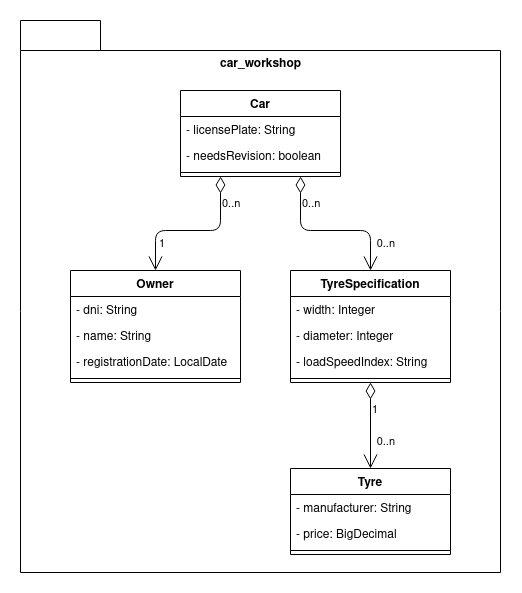 car_workshop
Car
- licensePlate: String
- needsRevision: boolean
0..n
0..n
1
0..n
Owner
- dni: String
- name: String
- registrationDate: LocalDate
TyreSpecification
- width: Integer
- diameter: Integer
- loadSpeedIndex: String
1
0..n
Tyre
- manufacturer: String
- price: BigDecimal